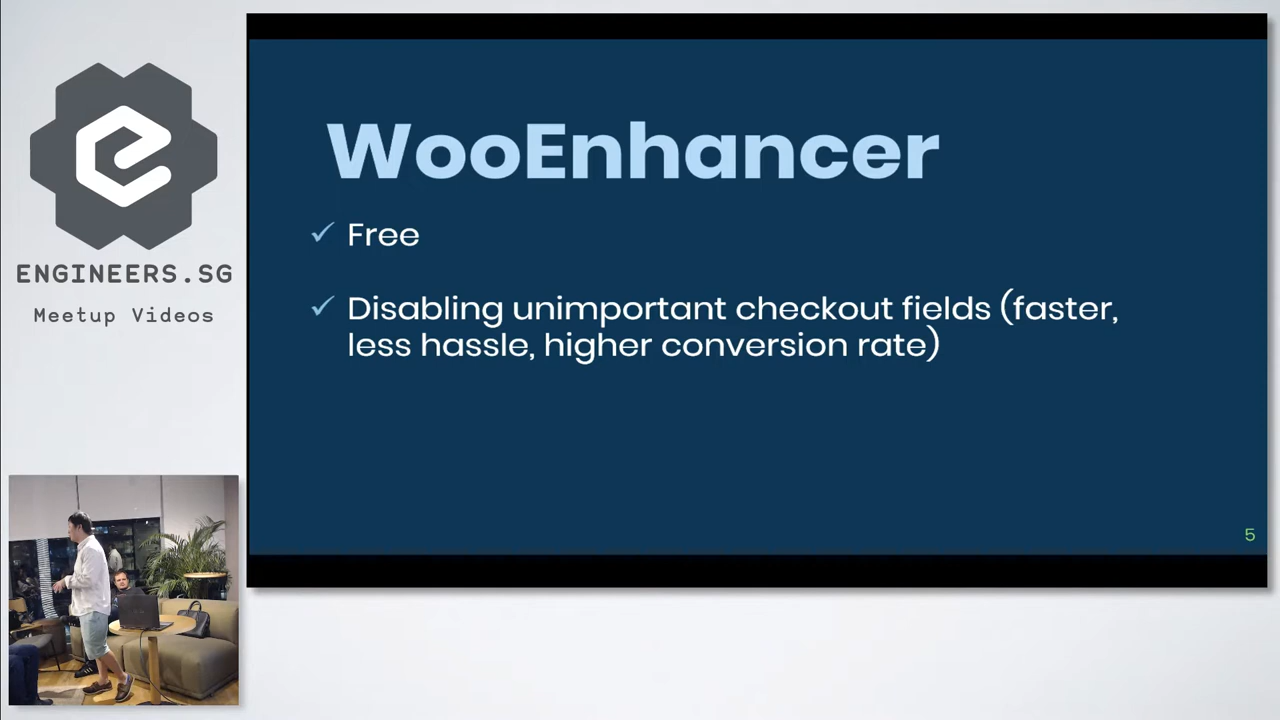 ENGINEERS.SG
Meetup Videos
WooEnhancer
✓ Free
✓ Disabling unimportant checkout fields (faster,
less hassle, higher conversion rate)
5